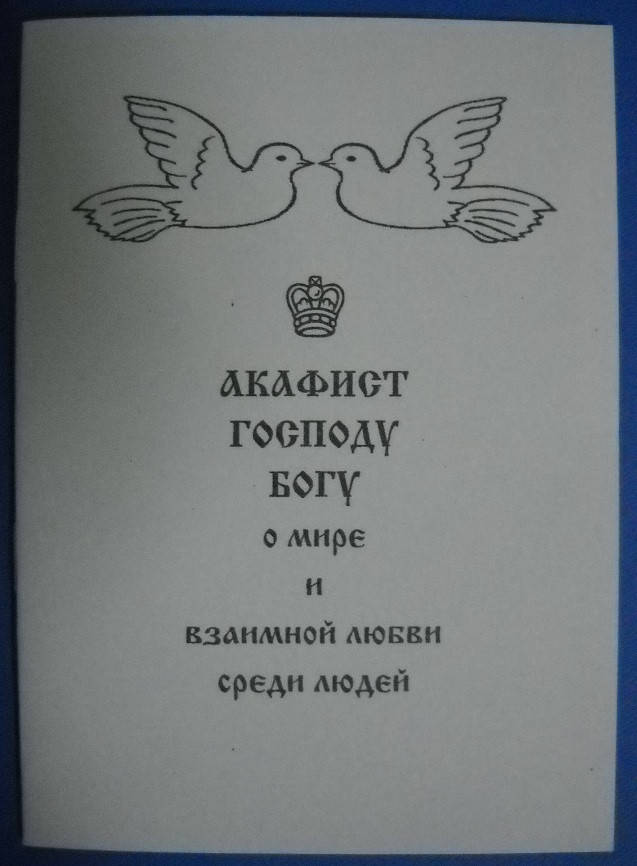 АКАФИСТ
ГОСПОДУ
БОГУ
о мире
и
взаимной любви
среди людей